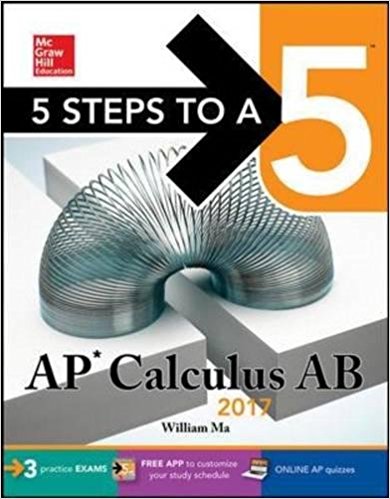 Mc
Graw
Hill
Education
5 STEPS TO A
5™
AP* Calculus AB
2017
William Ma
3 practice EXAMS
FREE APP to customize
your study schedule
ONLINE AP quizzes